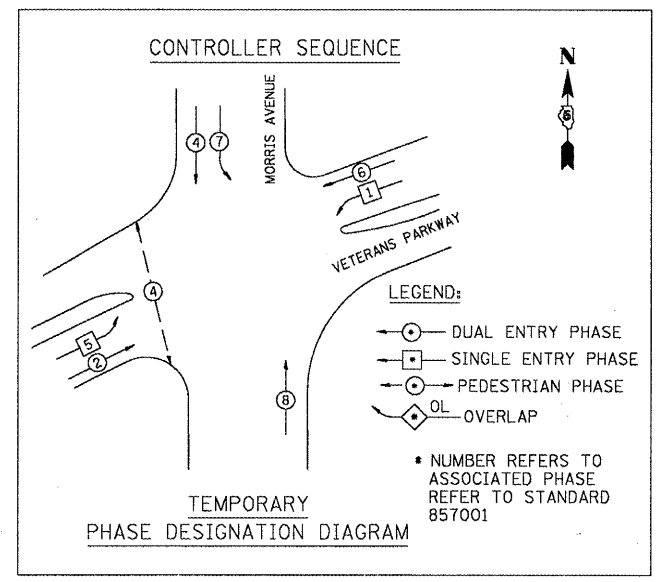 CONTROLLER SEQUENCE
N
MORRIS AVENUE
4
7
6
1
VETERANS PARKWAY
4
5
2
8
LEGEND:
* DUAL ENTRY PHASE
* SINGLE ENTRY PHASE
* PEDESTRIAN PHASE
* OL OVERLAP
* NUMBER REFERS TO
ASSOCIATED PHASE
REFER TO STANDARD
857001
TEMPORARY
PHASE DESIGNATION DIAGRAM